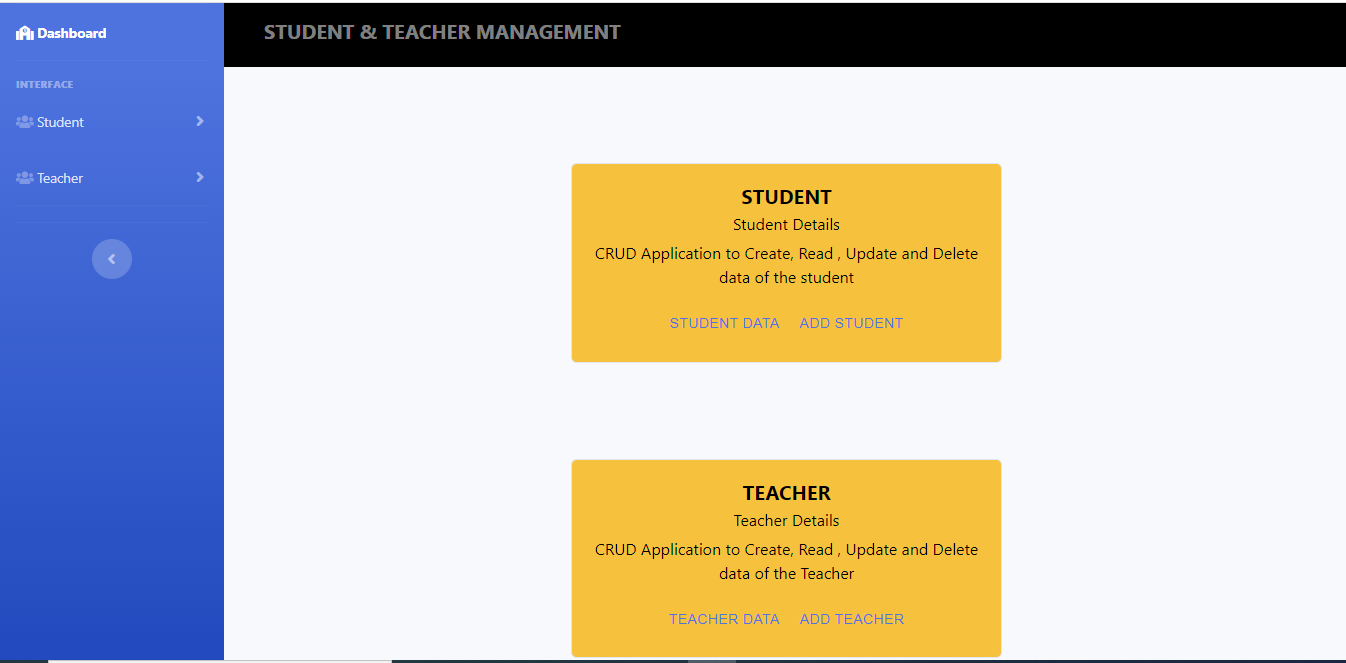 Dashboard
STUDENT & TEACHER MANAGEMENT
INTERFACE
Student
Teacher
STUDENT
Student Details
CRUD Application to Create, Read , Update and Delete
data of the student
STUDENT DATA ADD STUDENT
TEACHER
Teacher Details
CRUD Application to Create, Read , Update and Delete
data of the Teacher
TEACHER DATA ADD TEACHER